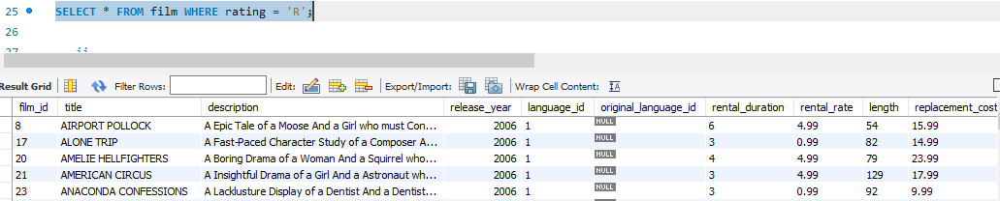 25 SELECT * FROM film WHERE rating = 'R';
26
Result Grid Filter Rows: Edit: Export/Import: Wrap Cell Content:
film_id title description release_year language_id original_language_id rental_duration rental_rate length replacement_cost
8 AIRPORT POLLOCK A Epic Tale of a Moose And a Girl who must Con... 2006 1 NULL 6 4.99 54 15.99
17 ALONE TRIP A Fast-Paced Character Study of a Composer A... 2006 1 NULL 3 0.99 82 14.99
20 AMELIE HELLFIGHTERS A Boring Drama of a Woman And a Squirrel who... 2006 1 NULL 4 4.99 79 23.99
21 AMERICAN CIRCUS A Insightful Drama of a Girl And a Astronaut wh... 2006 1 NULL 3 4.99 129 17.99
23 ANACONDA CONFESSIONS A Lacklusture Display of a Dentist And a Dentist... 2006 1 NULL 3 0.99 92 9.99